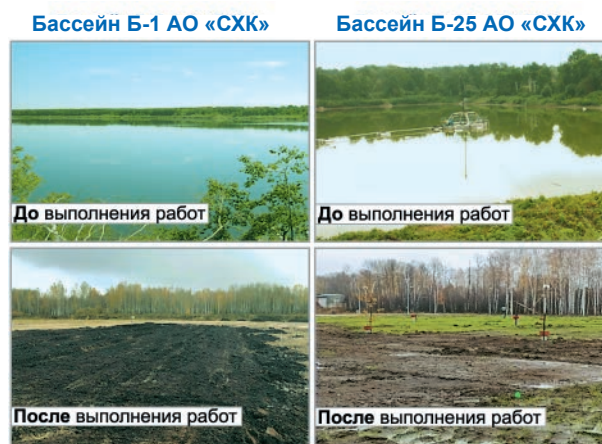 Бассейн Б-1 АО «СХК»
Бассейн Б-25 АО «СХК»
До выполнения работ
До выполнения работ
После выполнения работ
После выполнения работ